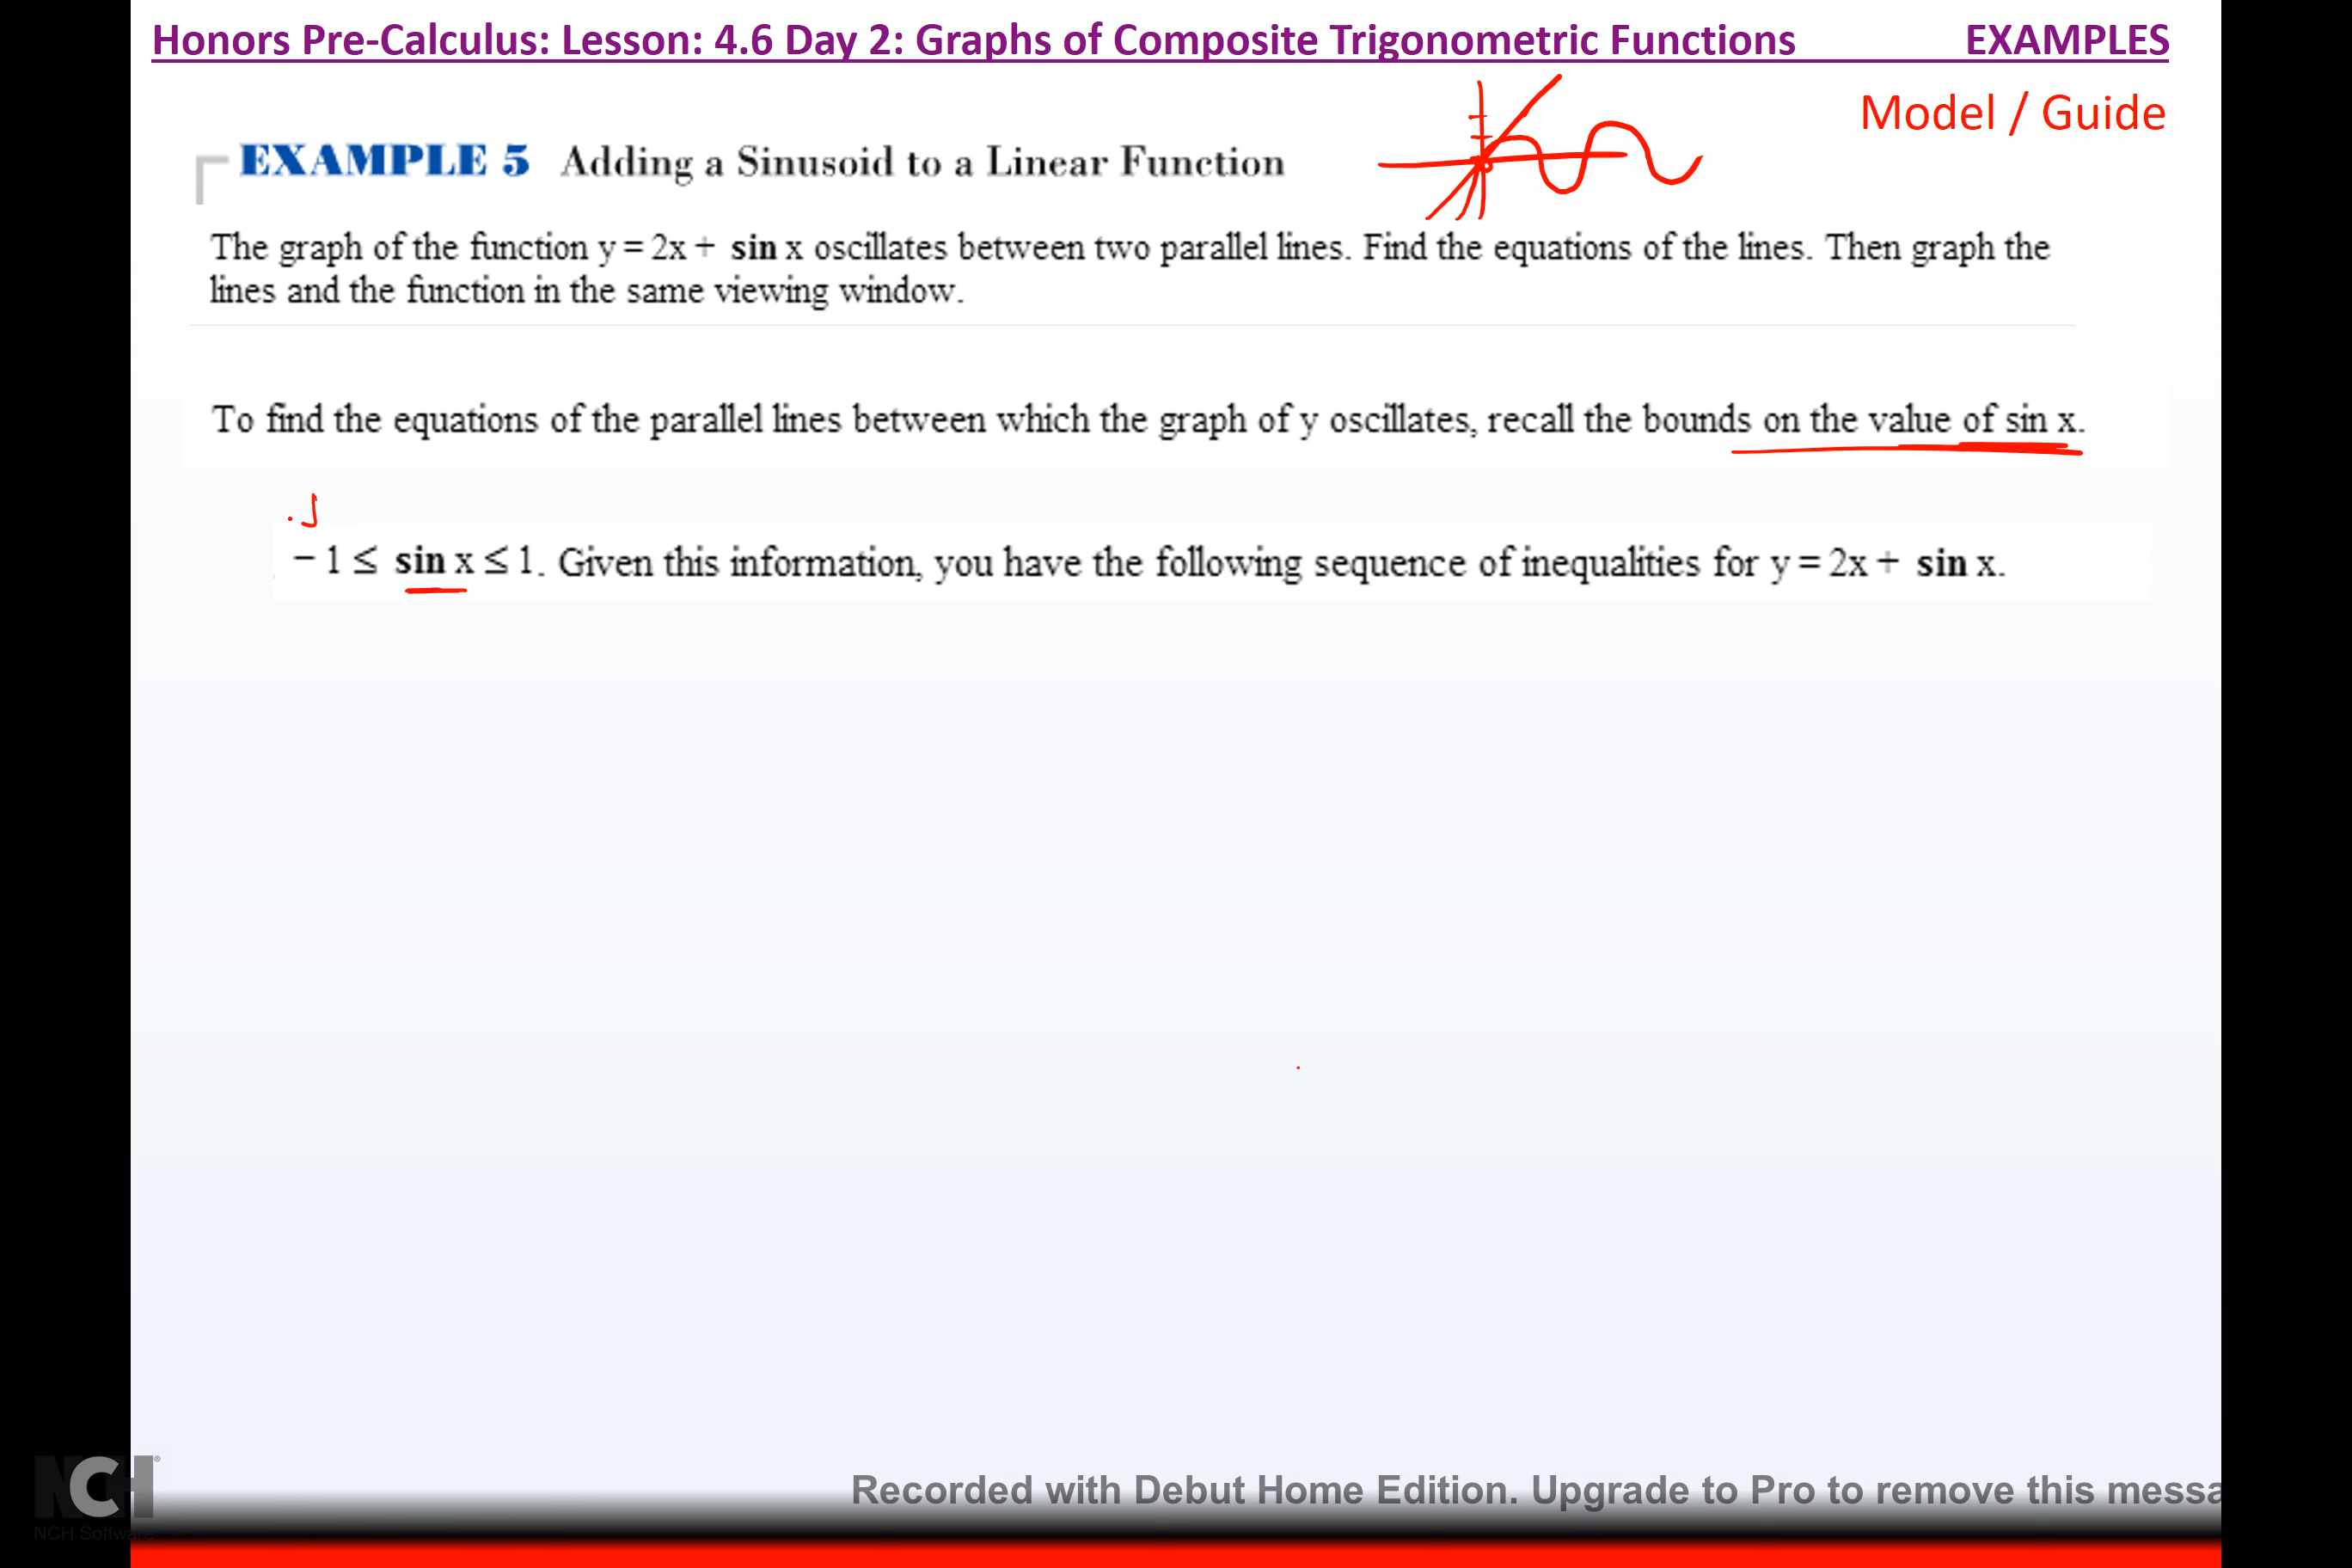 Honors Pre-Calculus: Lesson: 4.6 Day 2: Graphs of Composite Trigonometric Functions EXAMPLES
Model / Guide
EXAMPLE 5 Adding a Sinusoid to a Linear Function
The graph of the function y = 2x + sin x oscillates between two parallel lines. Find the equations of the lines. Then graph the
lines and the function in the same viewing window.
To find the equations of the parallel lines between which the graph of y oscillates, recall the bounds on the value of sin x.
− 1 ≤ sin x ≤ 1. Given this information, you have the following sequence of inequalities for y = 2x + sin x.
NCH®
Recorded with Debut Home Edition. Upgrade to Pro to remove this messa
NCH Software